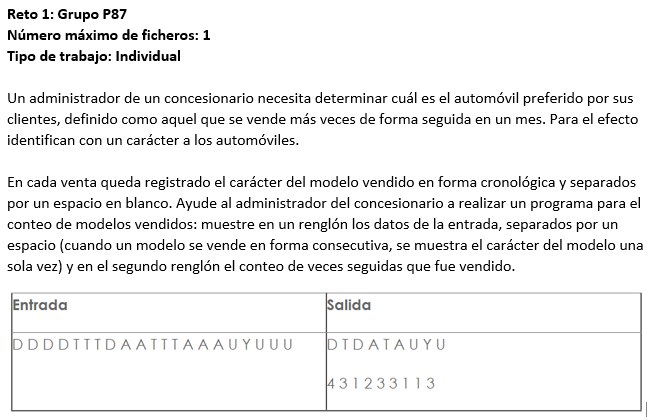 Reto 1: Grupo P87
Número máximo de ficheros: 1
Tipo de trabajo: Individual
Un administrador de un concesionario necesita determinar cuál es el automóvil preferido por sus
clientes, definido como aquel que se vende más veces de forma seguida en un mes. Para el efecto
identifican con un carácter a los automóviles.
En cada venta queda registrado el carácter del modelo vendido en forma cronológica y separados
por un espacio en blanco. Ayude al administrador del concesionario a realizar un programa para el
conteo de modelos vendidos: muestre en un renglón los datos de la entrada, separados por un
espacio (cuando un modelo se vende en forma consecutiva, se muestra el carácter del modelo una
sola vez) y en el segundo renglón el conteo de veces seguidas que fue vendido.
Entrada
Salida
D D D D T T T D A A T T T A A A U Y U U U
D T D A T A U Y U
4 3 1 2 3 3 1 1 3